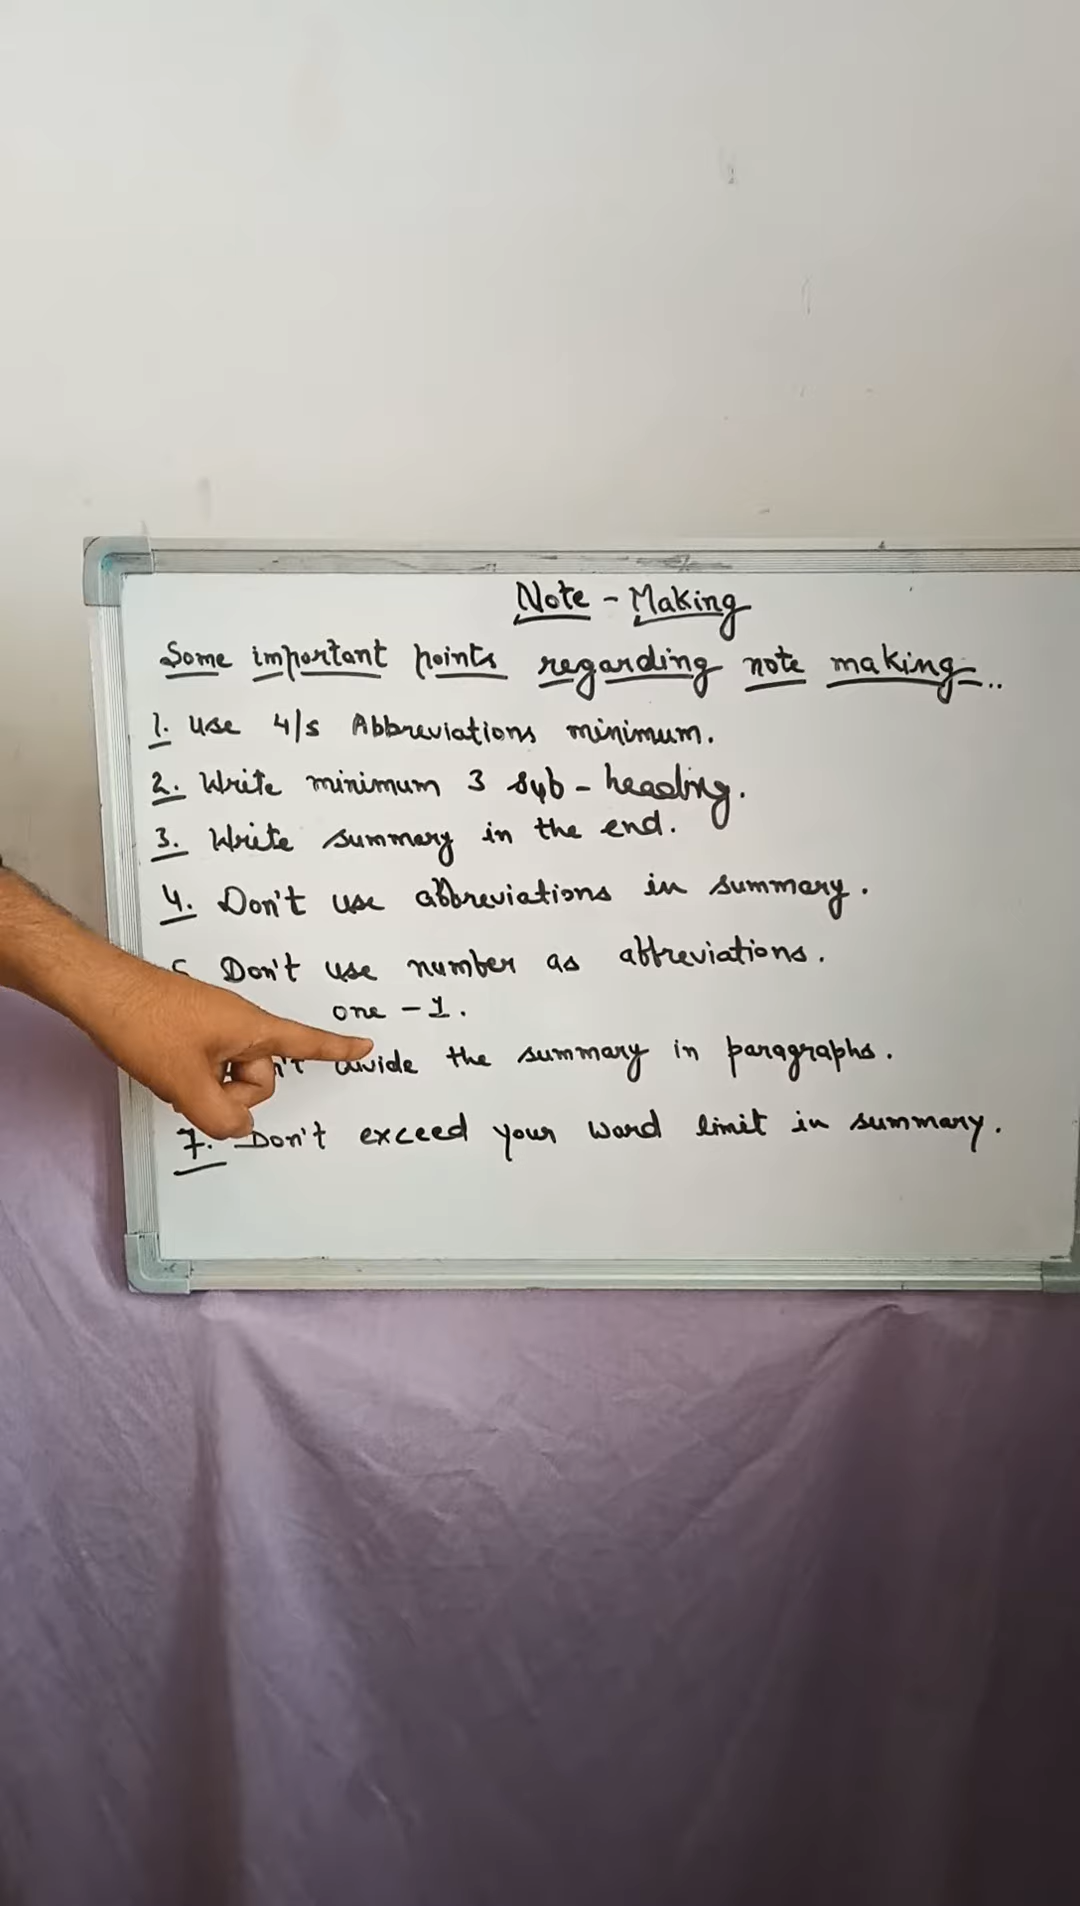 Note - Making
Some important points regarding note making -..
1. Use 4/5 Abbreviations minimum.
2. Write minimum 3 sub - heading.
3. Write summary in the end.
4. Don't use abbreviations in summary.
5 Don't use number as abbreviations.
one - 1.
divide the summary in paragraphs.
7. Don't exceed your word limit in summary.